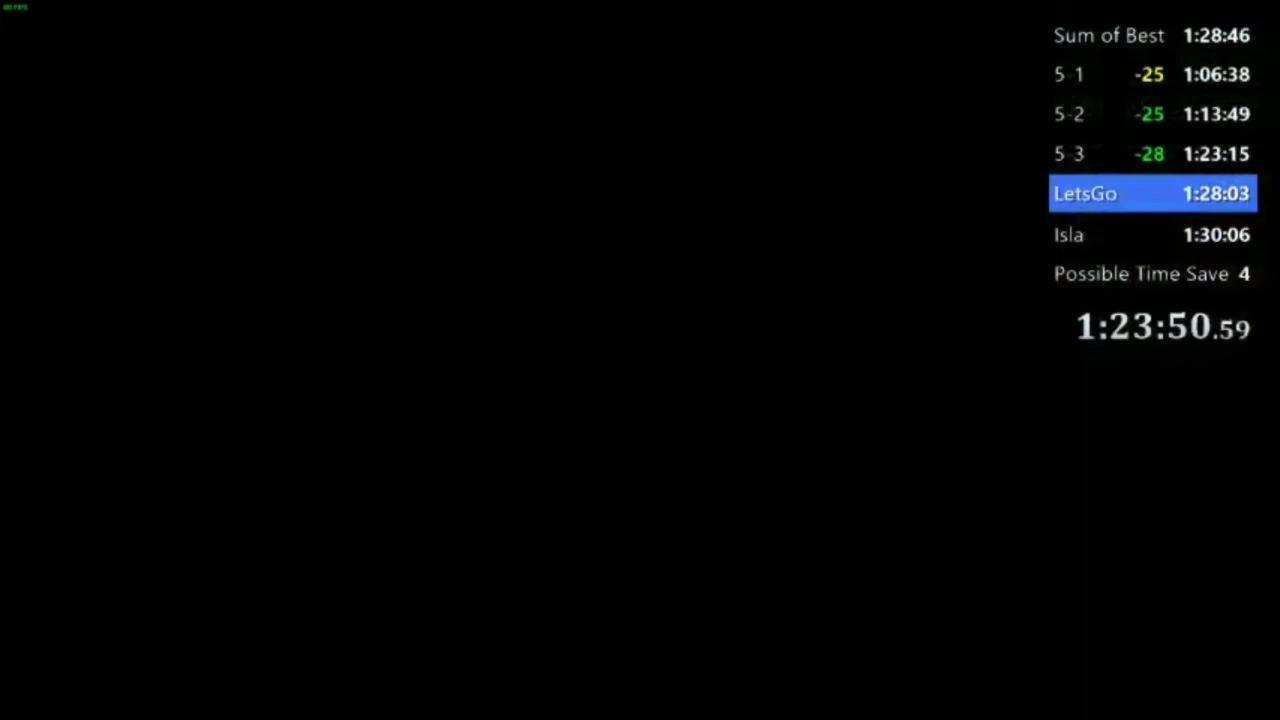 Sum of Best 1:28:46
5-1 -25 1:06:38
5-2 -25 1:13:49
5-3 -28 1:23:15
LetsGo 1:28:03
Isla 1:30:06
Possible Time Save 4
1:23:50.59